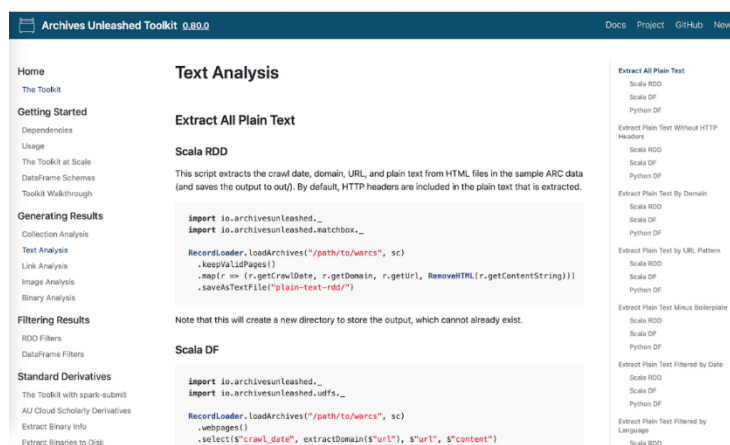 Archives Unleashed Toolkit 0.80.0
Docs Project GitHub New
Home
The Toolkit
Getting Started
Dependencies
Usage
The Toolkit at Scale
DataFrame Schemas
Toolkit Walkthrough
Generating Results
Collection Analysis
Text Analysis
Link Analysis
Image Analysis
Binary Analysis
Filtering Results
RDD Filters
DataFrame Filters
Standard Derivatives
The Toolkit with spark-submit
AU Cloud Scholarly Derivatives
Extract Binary Info
Extract Binaries to Disk
Text Analysis
Extract All Plain Text
Scala RDD
This script extracts the crawl date, domain, URL, and plain text from HTML files in the sample ARC data
(and saves the output to out/). By default, HTTP headers are included in the plain text that is extracted.
import io.archivesunleashed._
import io.archivesunleashed.matchbox._
RecordLoader.loadArchives("/path/to/warcs", sc)
.keepValidPages()
.map(r => (r.getCrawlDate, r.getDomain, r.getUrl, RemoveHTML(r.getContentString)))
.saveAsTextFile("plain-text-rdd/")
Note that this will create a new directory to store the output, which cannot already exist.
Scala DF
import io.archivesunleashed._
import io.archivesunleashed.udfs._
RecordLoader.loadArchives("/path/to/warcs", sc)
.webpages()
.select($"crawl_date", extractDomain($"url"), $"url", $"content")
Extract All Plain Text
Scala RDD
Scala DF
Python DF
Extract Plain Text Without HTTP
Headers
Scala RDD
Scala DF
Python DF
Extract Plain Text By Domain
Scala RDD
Scala DF
Python DF
Extract Plain Text by URL Pattern
Scala RDD
Scala DF
Python DF
Extract Plain Text Minus Boilerplate
Scala RDD
Scala DF
Python DF
Extract Plain Text Filtered by Date
Scala RDD
Scala DF
Python DF
Extract Plain Text Filtered by
Language
Scala RDD